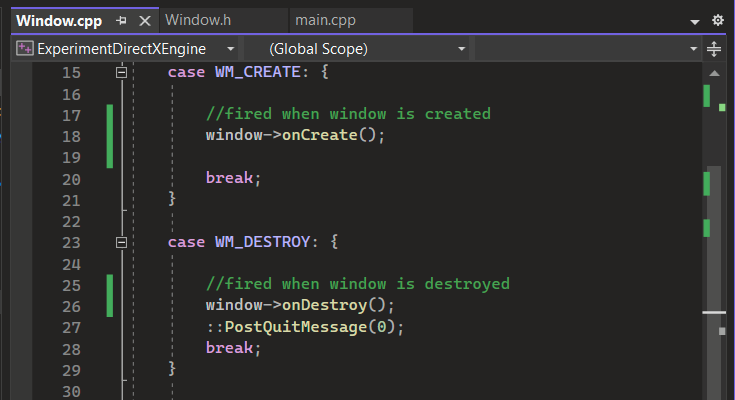 Window.cpp Window.h main.cpp
ExperimentDirectXEngine (Global Scope)
15 case WM_CREATE: {
16
17 //fired when window is created
18 window->onCreate();
19
20 break;
21 }
22
23 case WM_DESTROY: {
24
25 //fired when window is destroyed
26 window->onDestroy();
27 ::PostQuitMessage(0);
28 break;
29 }
30